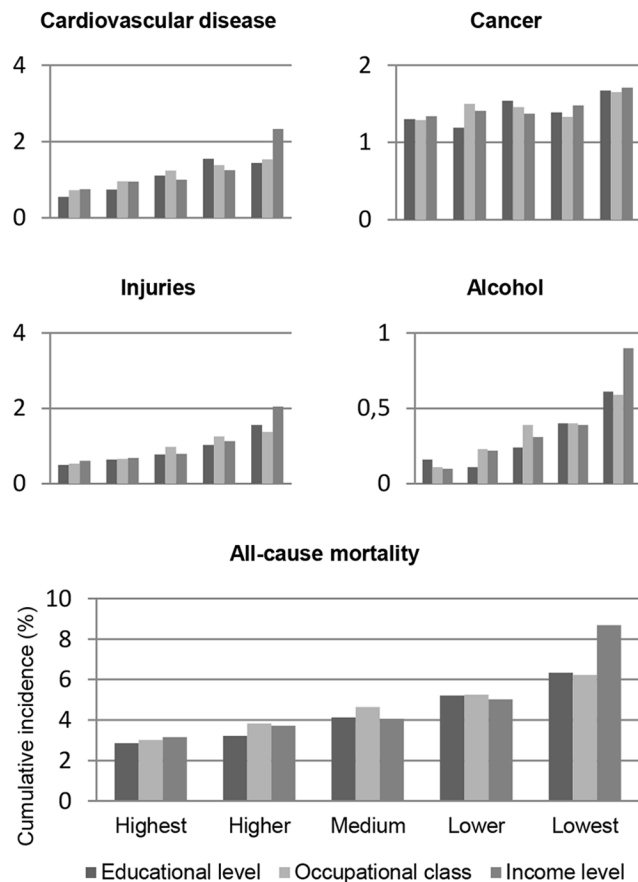 Cardiovascular disease
4
2
0
Cancer
2
1
0
Injuries
4
2
0
Alcohol
1
0,5
0
All-cause mortality
Cumulative incidence (%)
10
8
6
4
2
0
Highest Higher Medium Lower Lowest
Educational level Occupational class Income level